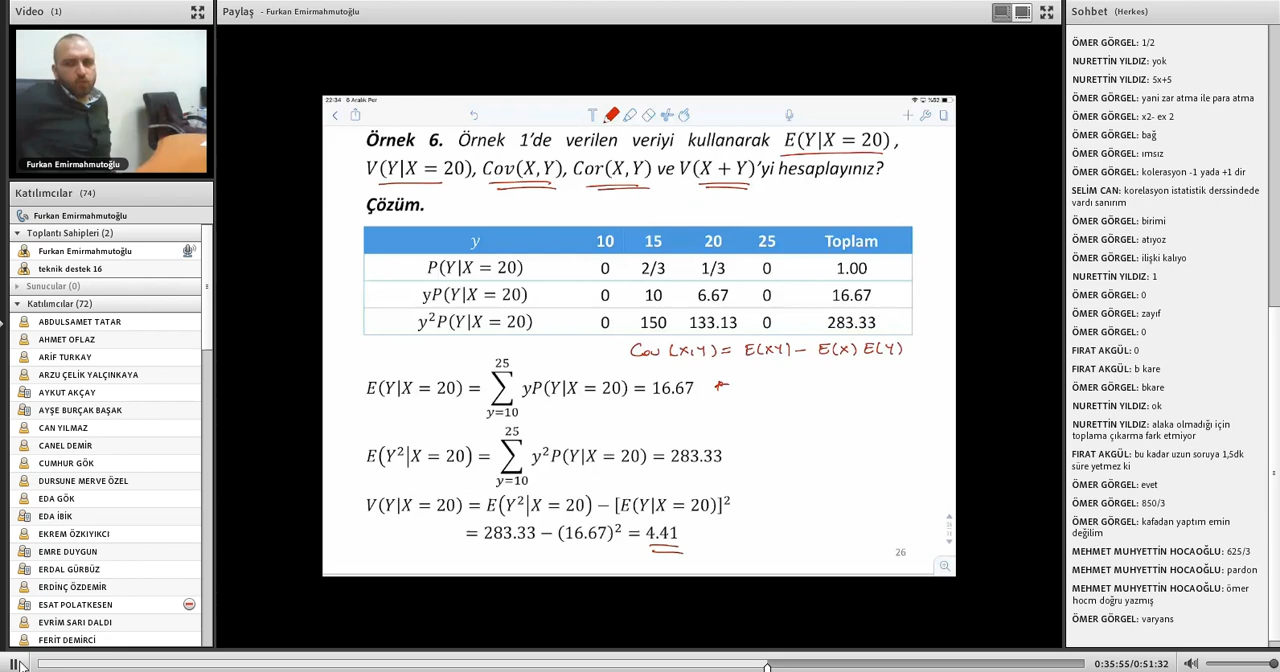 Video (1)
Paylaş - Furkan Emirmahmutoğlu
Sohbet (Herkes)
Furkan Emirmahmutoğlu
Katılımcılar (74)
Furkan Emirmahmutoğlu
Toplantı Sahipleri (2)
Furkan Emirmahmutoğlu
teknik destek 16
Sunucular (0)
Katılımcılar (72)
ABDULSAMET TATAR
AHMET OFLAZ
ARİF TURKAY
ARZU ÇELİK YALÇINKAYA
AYKUT AKÇAY
AYŞE BURÇAK BAŞAK
CAN YILMAZ
CANEL DEMİR
CUMHUR GÖK
DURSUNE MERVE ÖZEL
EDA GÖK
EDA İBİK
EKREM ÖZKIYIKCI
EMRE DUYGUN
ERDAL GÜRBÜZ
ERDİNÇ ÖZDEMİR
ESAT POLATKESEN
EVRİM SARI DALDI
FERİT DEMİRCİ
22:34 6 Aralık Per
%52
Örnek 6. Örnek 1’de verilen veriyi kullanarak E(Y|X = 20),
V(Y|X = 20), Cov(X,Y), Cor(X,Y) ve V(X + Y)’yi hesaplayınız?
Çözüm.
y 10 15 20 25 Toplam
P(Y|X = 20) 0 2/3 1/3 0 1.00
yP(Y|X = 20) 0 10 6.67 0 16.67
y²P(Y|X = 20) 0 150 133.13 0 283.33
Cov (X,Y) = E(XY) − E(X) E(Y)
E(Y|X = 20) = ∑ yP(Y|X = 20) = 16.67
25
y=10
E(Y²|X = 20) = ∑ y²P(Y|X = 20) = 283.33
25
y=10
V(Y|X = 20) = E(Y²|X = 20) − [E(Y|X = 20)]²
= 283.33 − (16.67)² = 4.41
26
ÖMER GÖRGEL: 1/2
NURETTİN YILDIZ: yok
NURETTİN YILDIZ: 5x+5
ÖMER GÖRGEL: yani zar atma ile para atma
ÖMER GÖRGEL: x2- ex 2
ÖMER GÖRGEL: bağ
ÖMER GÖRGEL: ımsız
ÖMER GÖRGEL: kolerasyon -1 yada +1 dir
SELİM CAN: korelasyon istatistik derssindede
vardı sanırım
ÖMER GÖRGEL: birimi
ÖMER GÖRGEL: atıyoz
ÖMER GÖRGEL: ilişki kalıyo
NURETTİN YILDIZ: 1
ÖMER GÖRGEL: 0
ÖMER GÖRGEL: zayıf
ÖMER GÖRGEL: 0
FIRAT AKGÜL: 0
FIRAT AKGÜL: b kare
ÖMER GÖRGEL: bkare
NURETTİN YILDIZ: ok
NURETTİN YILDIZ: alaka olmadığı için
toplama çıkarma fark etmiyor
FIRAT AKGÜL: bu kadar uzun soruya 1,5dk
süre yetmez ki
ÖMER GÖRGEL: evet
ÖMER GÖRGEL: 850/3
ÖMER GÖRGEL: kafadan yaptım emin
değilim
MEHMET MUHYETTİN HOCAOĞLU: 625/3
MEHMET MUHYETTİN HOCAOĞLU: pardon
MEHMET MUHYETTİN HOCAOĞLU: ömer
hocm doğru yazmış
ÖMER GÖRGEL: varyans
0:35:55/0:51:32